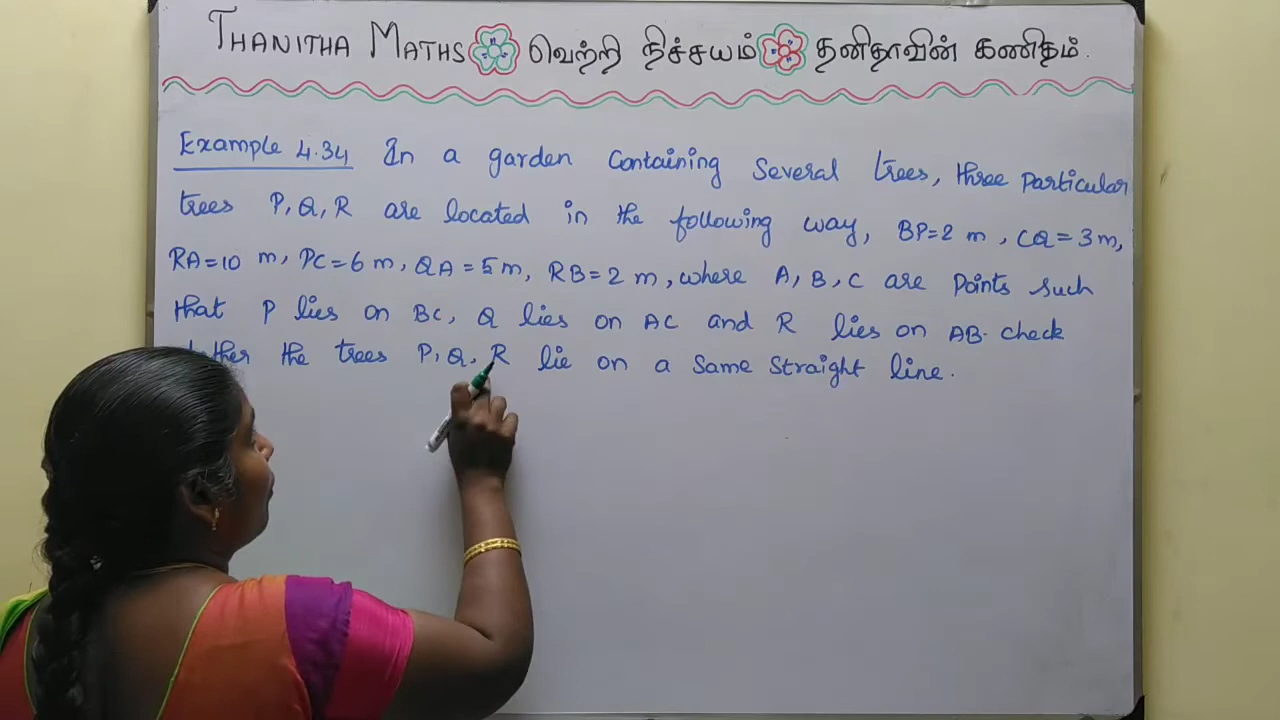 THANITHA MATHS வெற்றி நிச்சயம் தனிதாவின் கணிதம்.
Example 4.34 In a garden containing several trees, three particular
trees P, Q, R are located in the following way, BP=2 m, CQ=3m,
RA=10 m, PC=6 m, QA=5m, RB=2 m, where A, B, C are points such
that P lies on BC, Q lies on AC and R lies on AB. check
the trees P, Q, R lie on a same straight line.